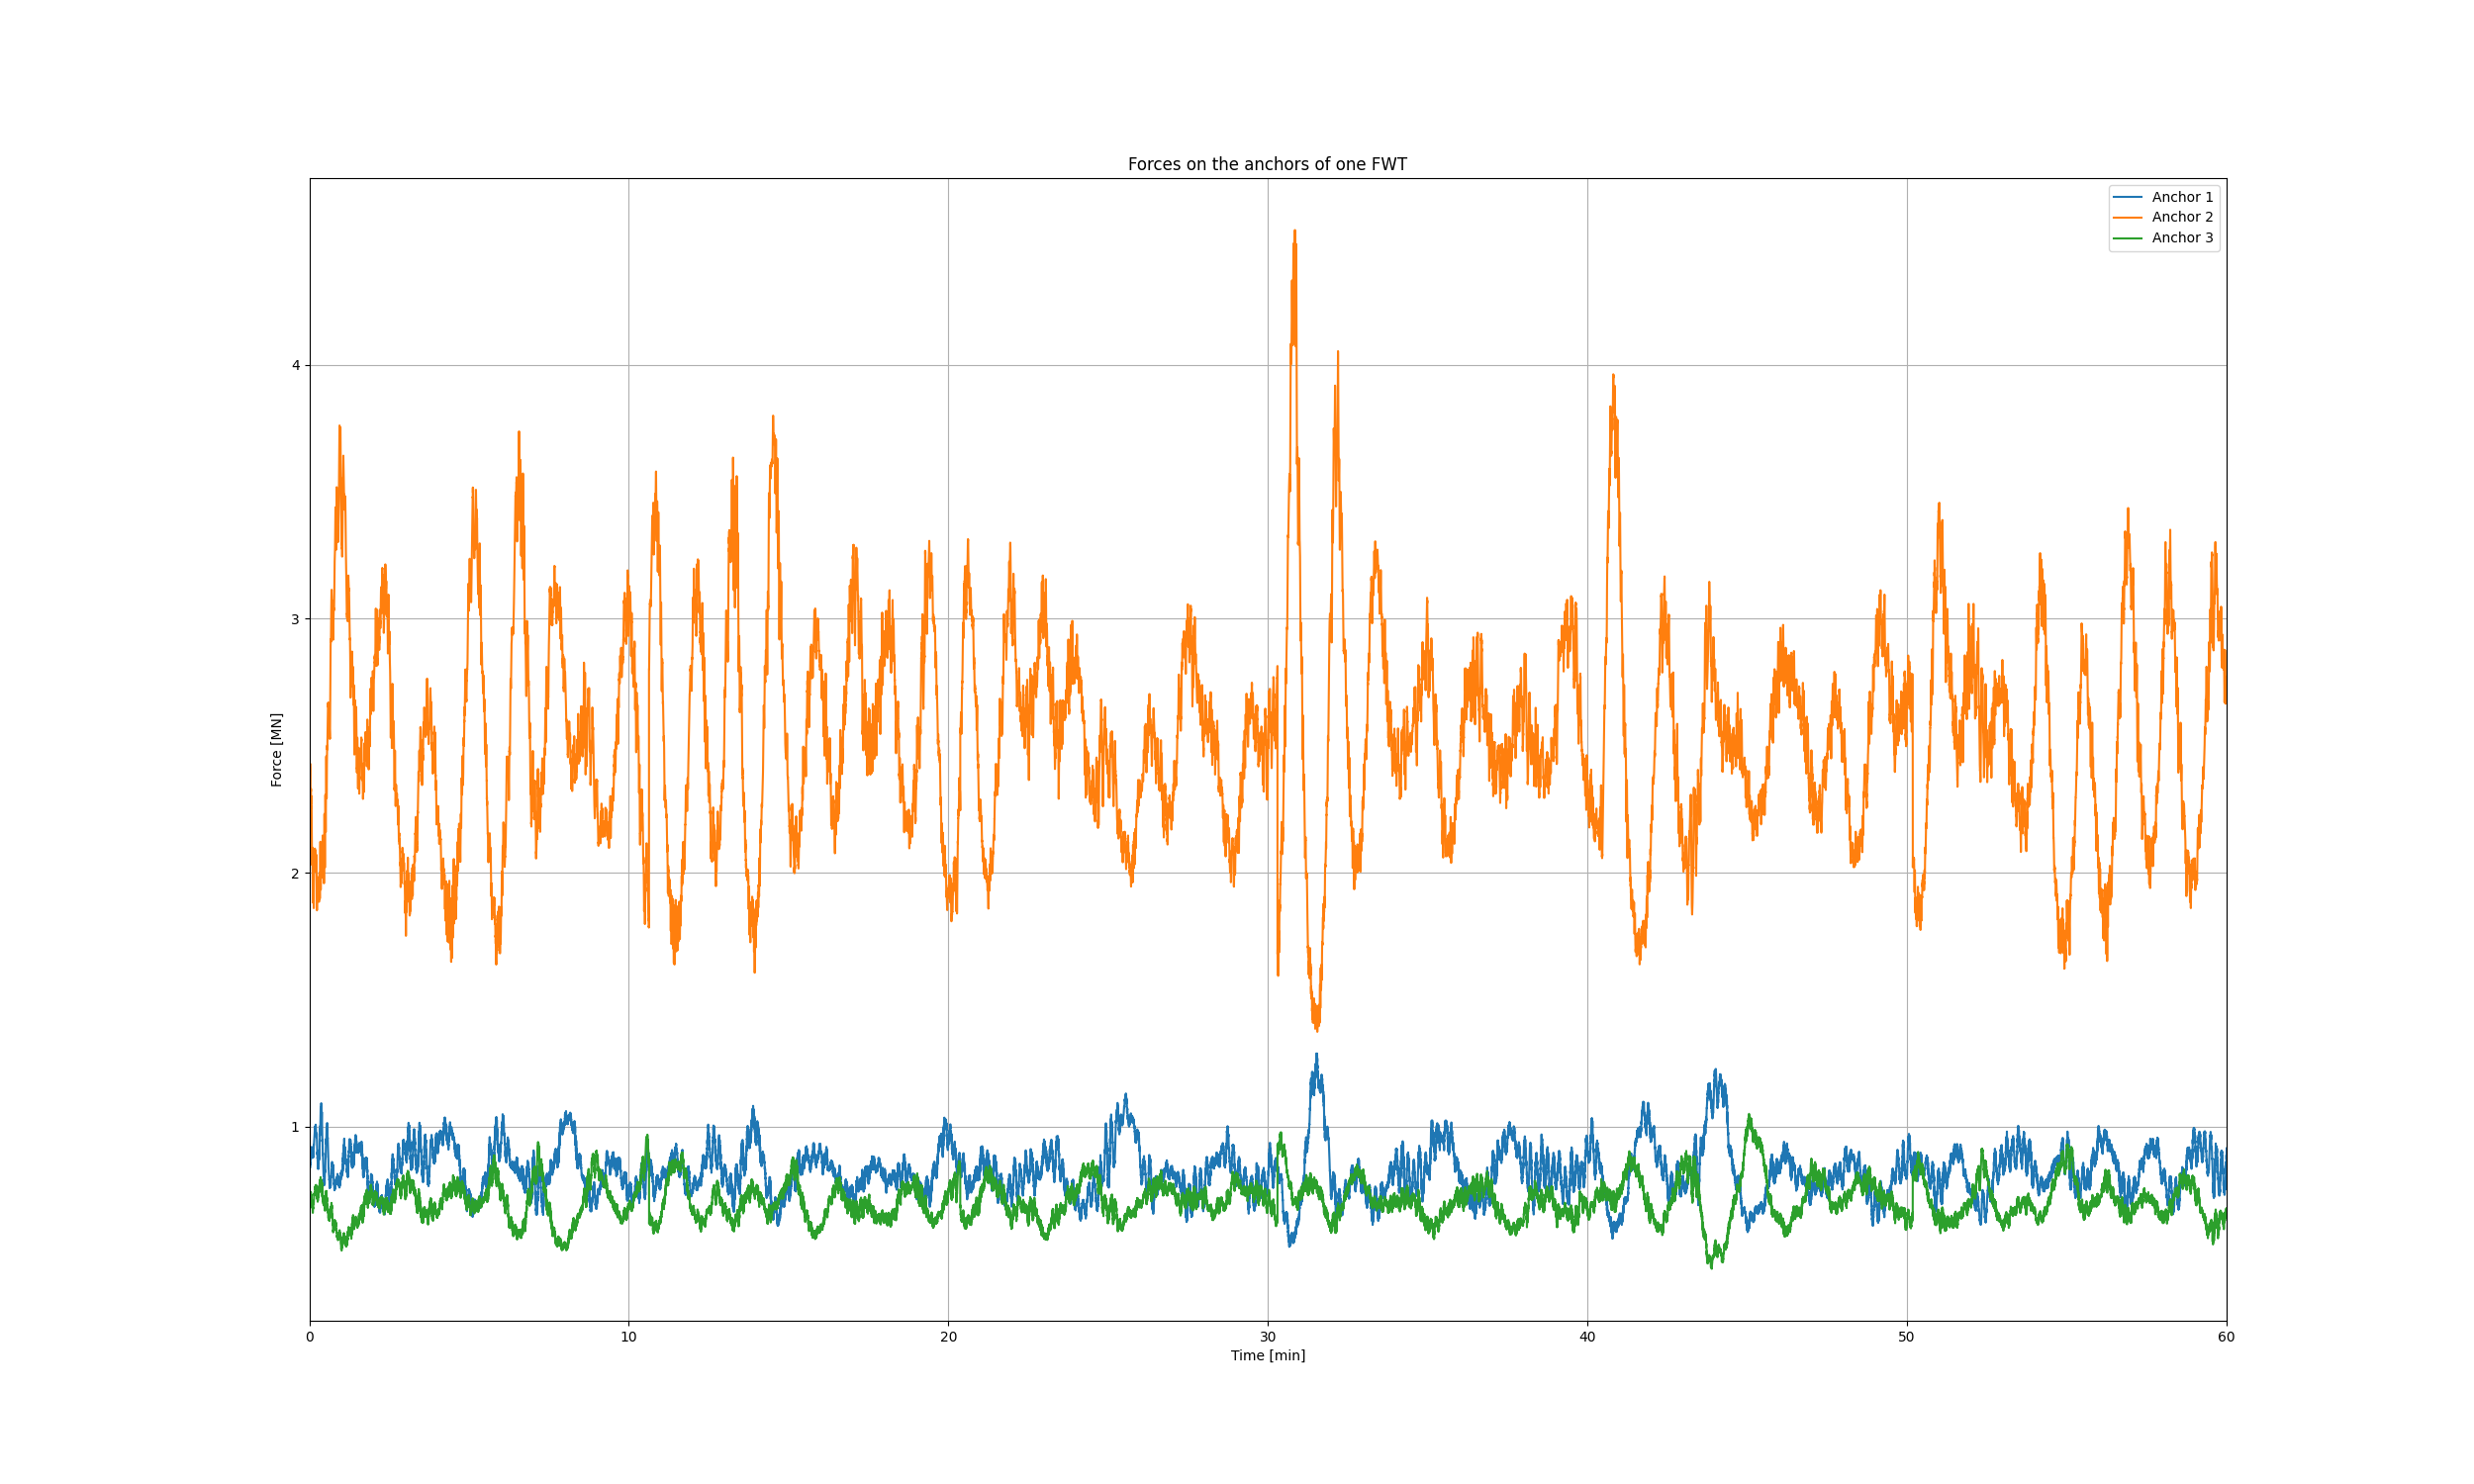 Forces on the anchors of one FWT
Anchor 1
Anchor 2
Anchor 3
Force [MN]
4
3
2
1
0 10 20 30 40 50 60
Time [min]